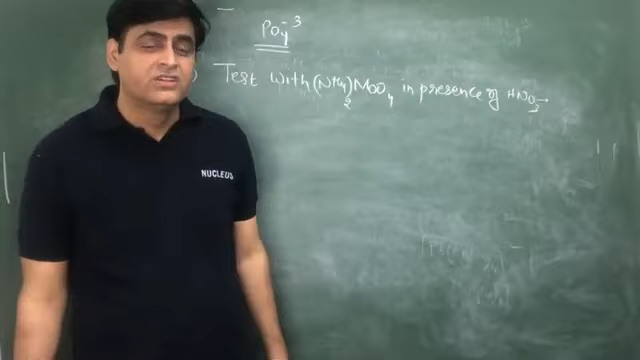 PO₄⁻³
) Test with (NH₄)₂MoO₄ in presence of HNO₃
NUCLEUS